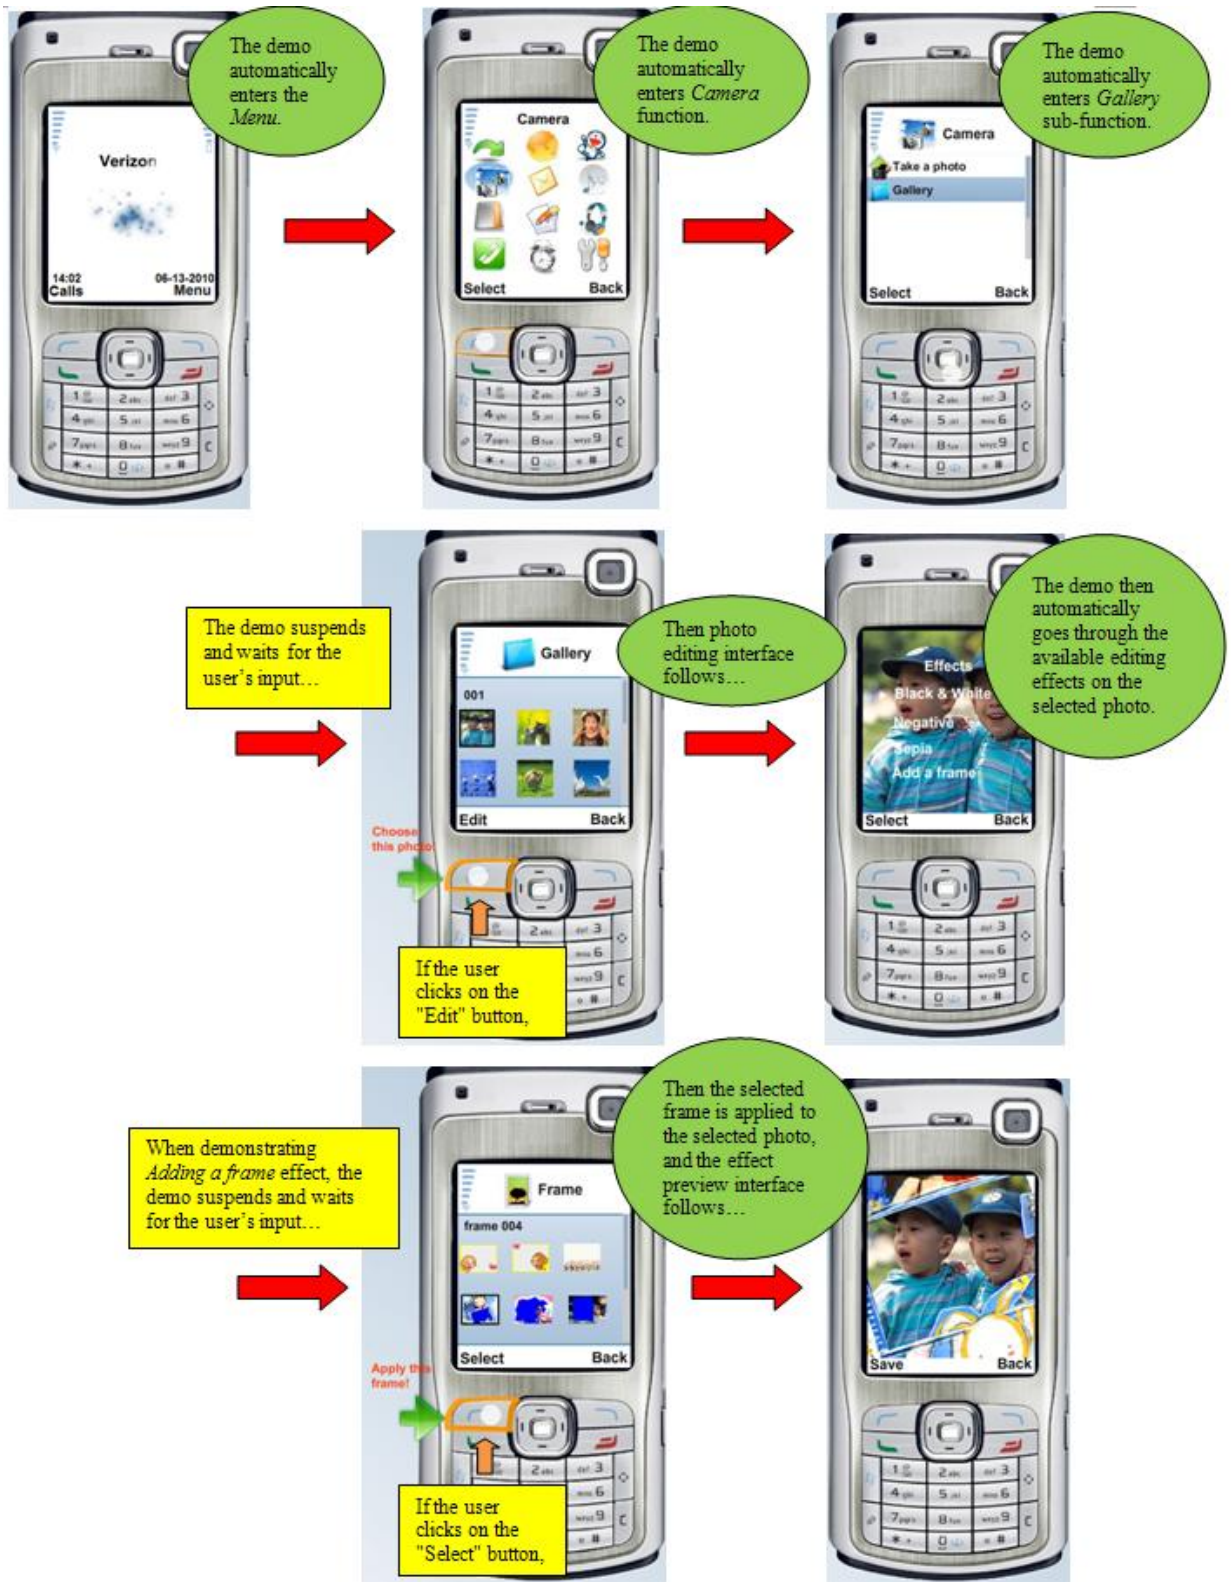 The demo
automatically
enters the
Menu.
The demo
automatically
enters Camera
function.
The demo
automatically
enters Gallery
sub-function.
Verizon
14:02 06-13-2010
Calls Menu
Camera
Select Back
Camera
Take a photo
Gallery
Select Back
The demo suspends
and waits for the
user's input…
Gallery
001
Edit Back
Choose
this photo!
If the user
clicks on the
"Edit" button,
Then photo
editing interface
follows…
Effects
Black & White
Negative
Sepia
Add a frame
Select Back
The demo then
automatically
goes through the
available editing
effects on the
selected photo.
When demonstrating
Adding a frame effect, the
demo suspends and waits
for the user's input…
Frame
frame 004
Select Back
Apply this
frame!
If the user
clicks on the
"Select" button,
Then the selected
frame is applied to
the selected photo,
and the effect
preview interface
follows…
Save Back